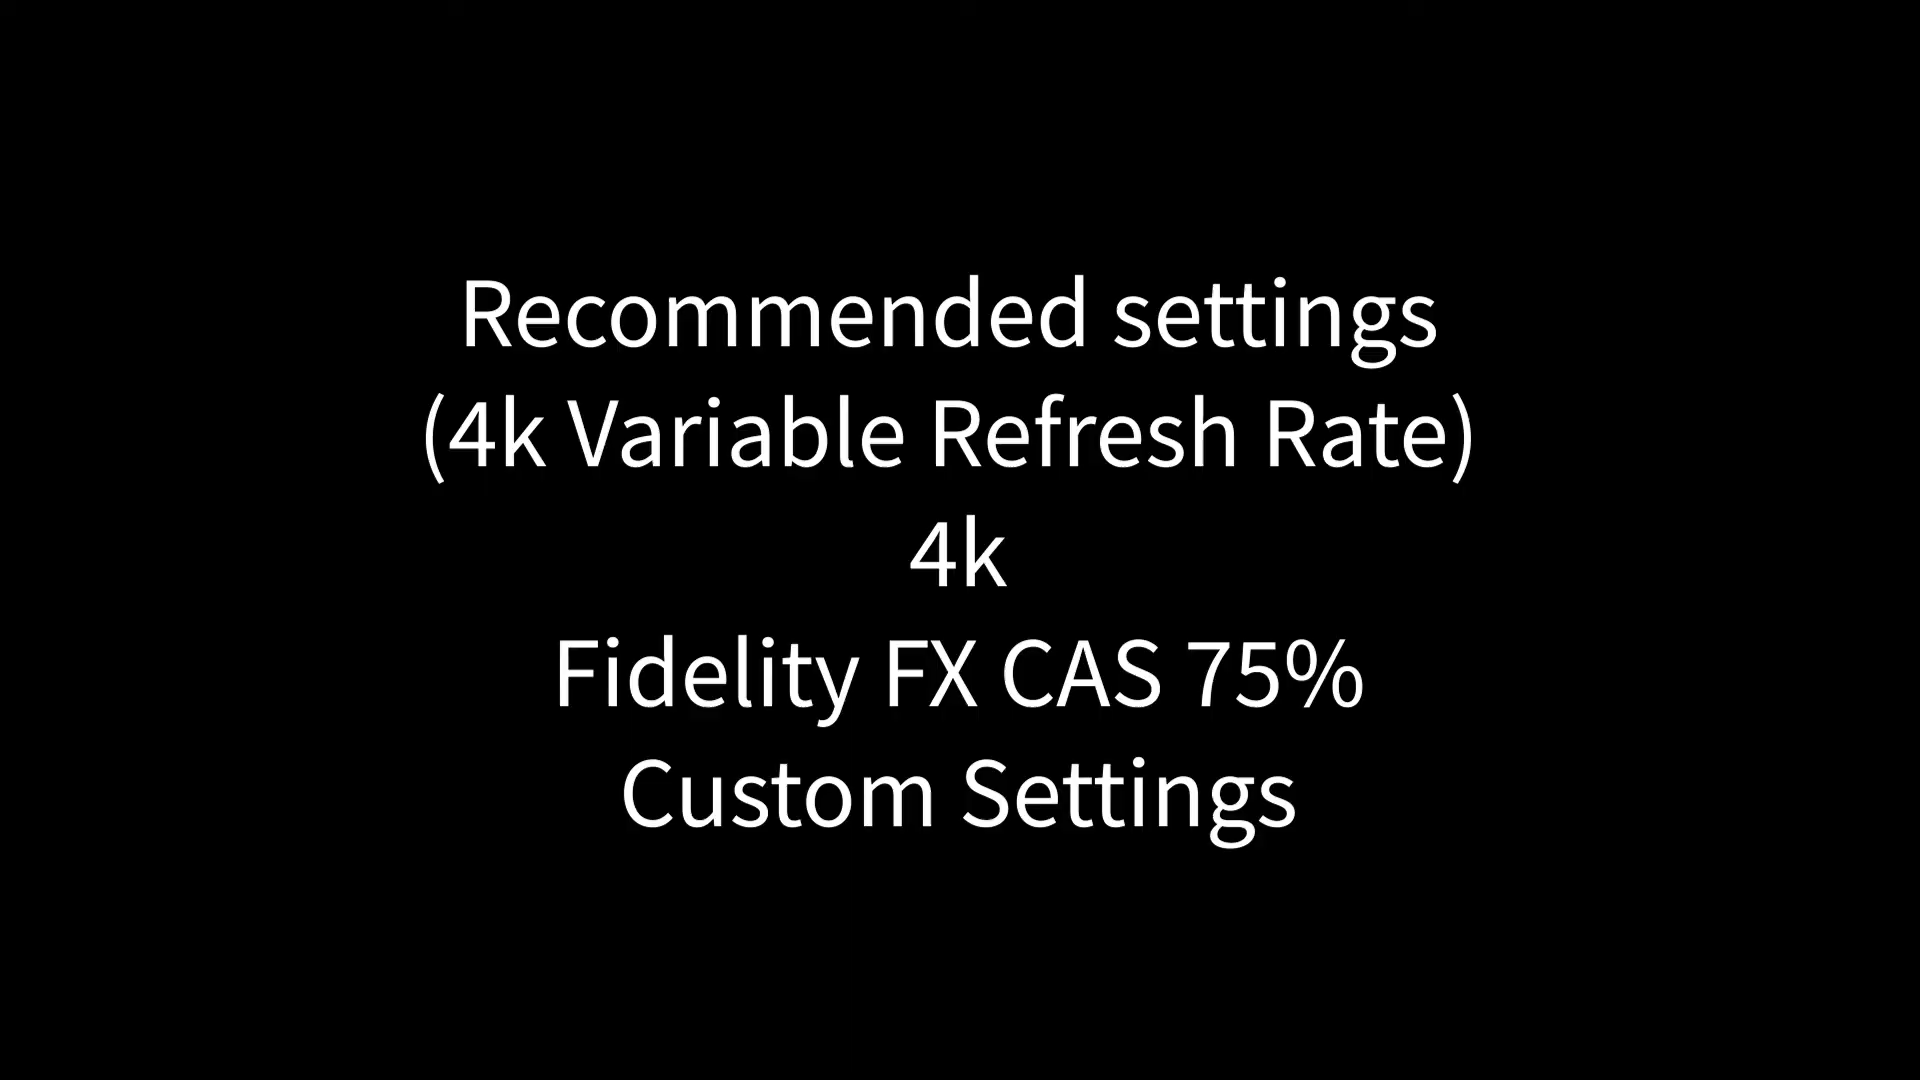 Recommended settings
(4k Variable Refresh Rate)
4k
Fidelity FX CAS 75%
Custom Settings